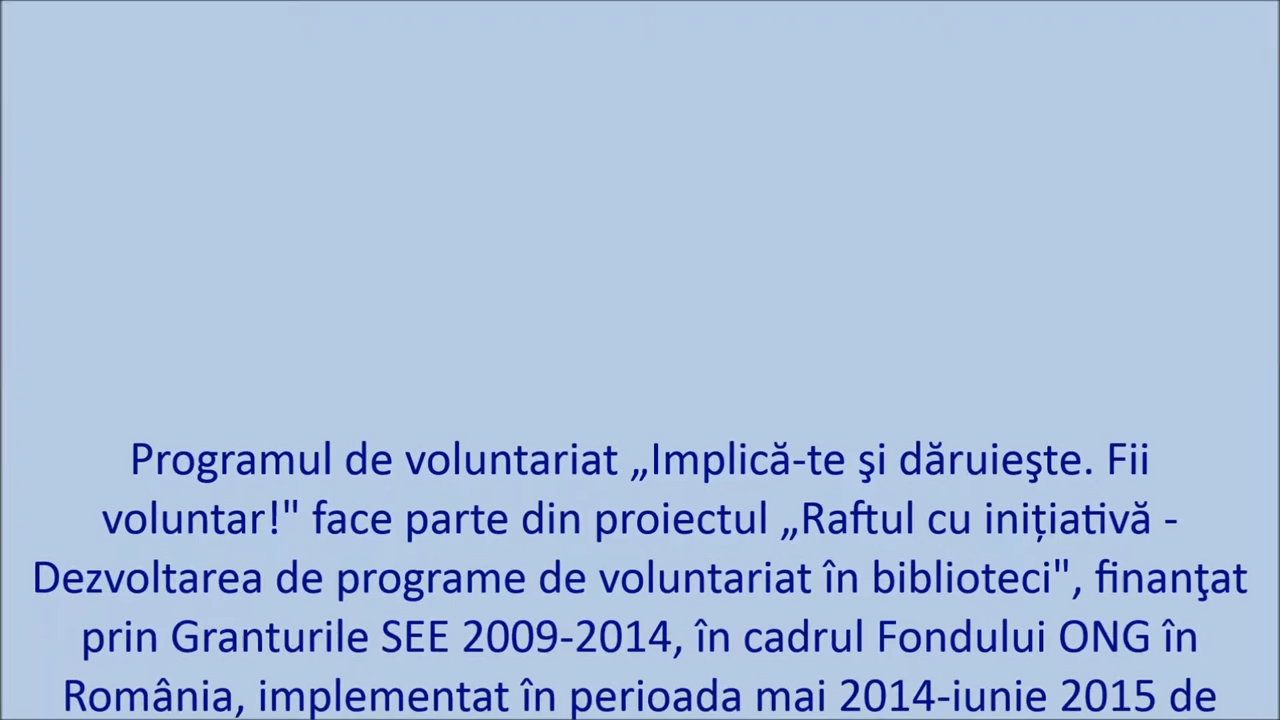 Programul de voluntariat „Implică-te şi dăruieşte. Fii
voluntar!" face parte din proiectul „Raftul cu inițiativă -
Dezvoltarea de programe de voluntariat în biblioteci", finanţat
prin Granturile SEE 2009-2014, în cadrul Fondului ONG în
România, implementat în perioada mai 2014-iunie 2015 de